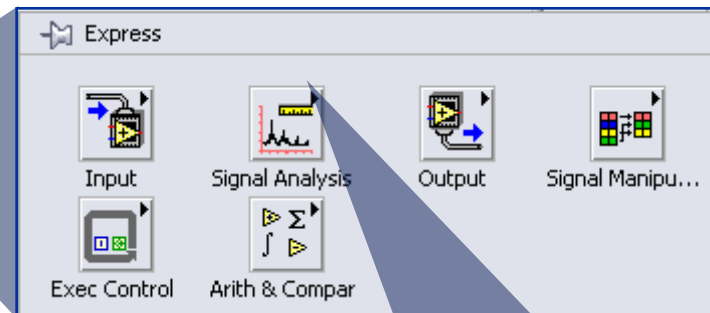 Express
Input
Signal Analysis
Output
Signal Manipu...
Exec Control
Arith & Compar